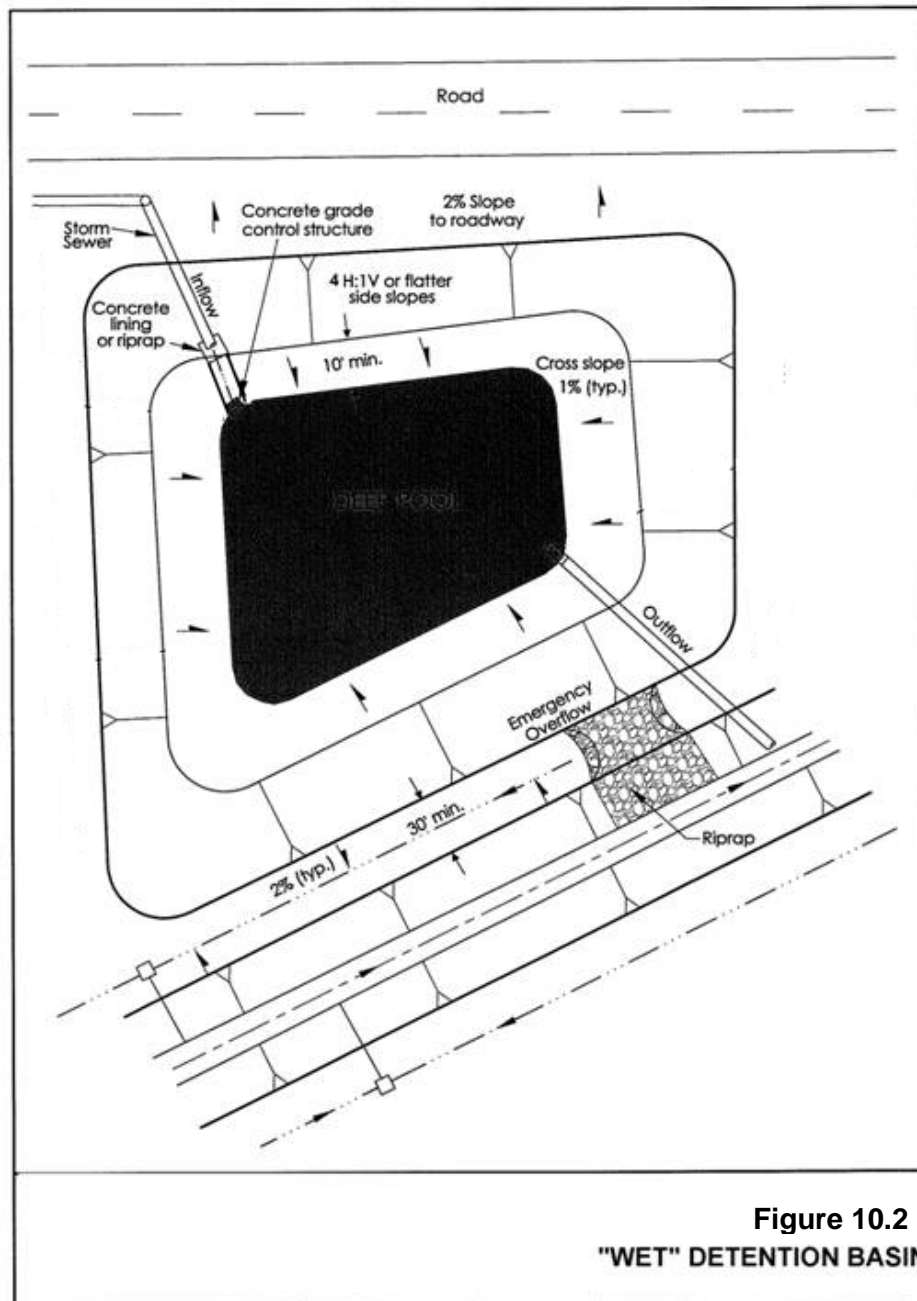 Road
2% Slope
to roadway
Concrete grade
control structure
Storm
Sewer
Inflow
4 H:1V or flatter
side slopes
Concrete
lining
or riprap
10' min.
Cross slope
1% (typ.)
DEEP POOL
Outflow
Emergency
Overflow
30' min.
Riprap
2% (typ.)
Figure 10.2
"WET" DETENTION BASIN